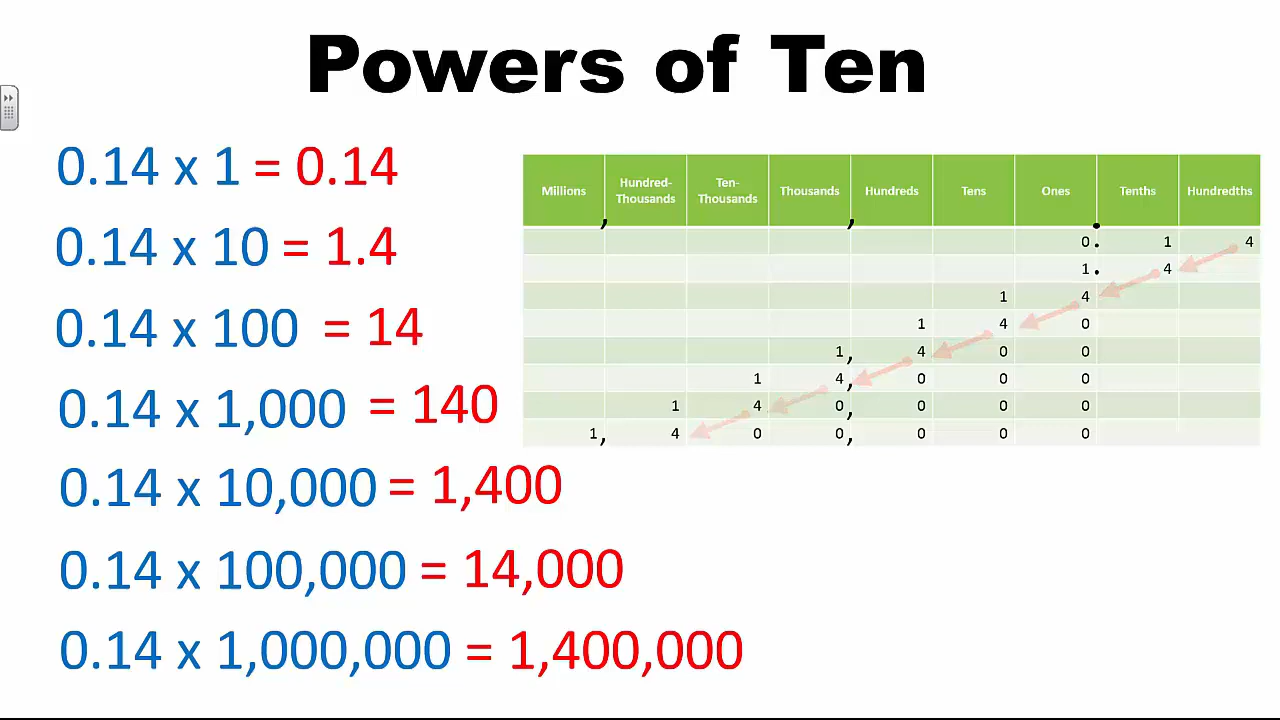 Powers of Ten
0.14 x 1 = 0.14
0.14 x 10 = 1.4
0.14 x 100 = 14
0.14 x 1,000 = 140
0.14 x 10,000 = 1,400
0.14 x 100,000 = 14,000
0.14 x 1,000,000 = 1,400,000
Millions , Hundred-Thousands Ten-Thousands Thousands , Hundreds Tens Ones . Tenths Hundredths
0. 1 4
1. 4
1 4
1 4 0
1, 4 0 0
1 4, 0 0 0
1 4 0, 0 0 0
1, 4 0 0, 0 0 0